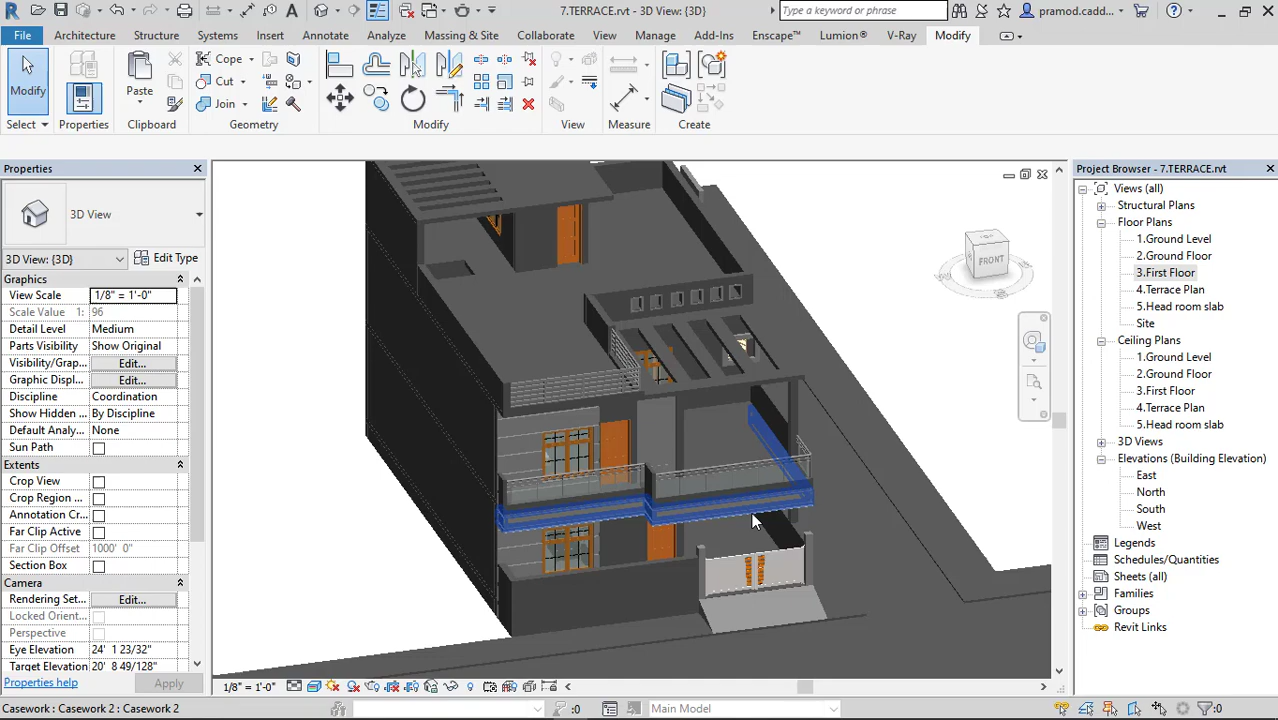 7.TERRACE.rvt - 3D View: {3D}
Type a keyword or phrase
pramod.cadd...
File Architecture Structure Systems Insert Annotate Analyze Massing & Site Collaborate View Manage Add-Ins Enscape™ Lumion® V-Ray Modify
Modify
Paste
Cope
Cut
Join
Select Properties Clipboard Geometry Modify View Measure Create
Properties
3D View
3D View: {3D} Edit Type
Graphics
View Scale 1/8" = 1'-0"
Scale Value 1: 96
Detail Level Medium
Parts Visibility Show Original
Visibility/Grap... Edit...
Graphic Displ... Edit...
Discipline Coordination
Show Hidden ... By Discipline
Default Analy... None
Sun Path
Extents
Crop View
Crop Region ...
Annotation Cr...
Far Clip Active
Far Clip Offset 1000' 0"
Section Box
Camera
Rendering Set... Edit...
Locked Orient...
Perspective
Eye Elevation 24' 1 23/32"
Target Elevation 20' 8 49/128"
Properties help Apply
FRONT
Project Browser - 7.TERRACE.rvt
Views (all)
Structural Plans
Floor Plans
1.Ground Level
2.Ground Floor
3.First Floor
4.Terrace Plan
5.Head room slab
Site
Ceiling Plans
1.Ground Level
2.Ground Floor
3.First Floor
4.Terrace Plan
5.Head room slab
3D Views
Elevations (Building Elevation)
East
North
South
West
Legends
Schedules/Quantities
Sheets (all)
Families
Groups
Revit Links
1/8" = 1'-0"
Casework : Casework 2 : Casework 2
:0
Main Model
:0